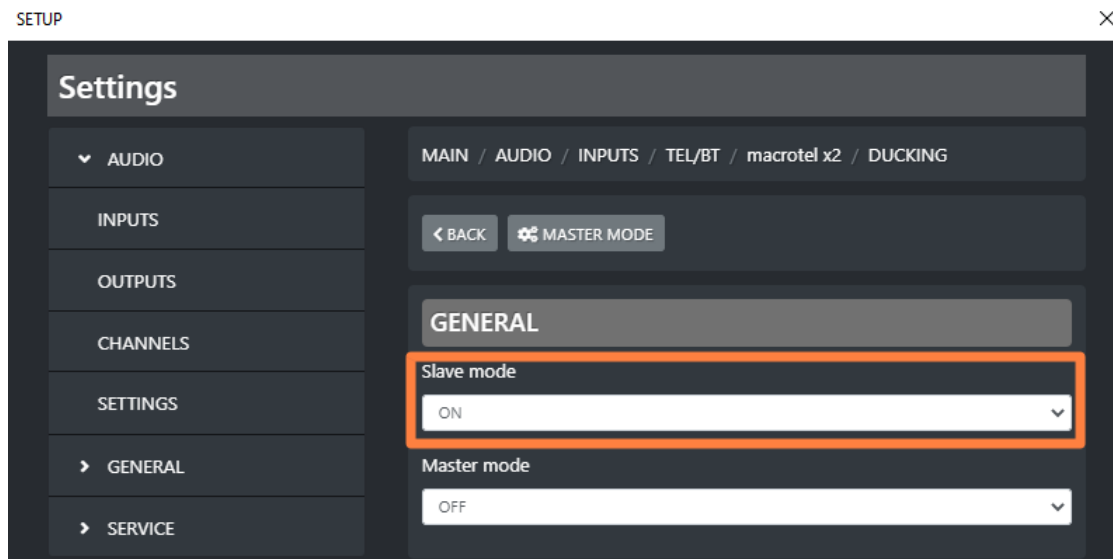 SETUP
Settings
AUDIO
INPUTS
OUTPUTS
CHANNELS
SETTINGS
GENERAL
SERVICE
MAIN / AUDIO / INPUTS / TEL/BT / macrotel x2 / DUCKING
BACK
MASTER MODE
GENERAL
Slave mode
ON
Master mode
OFF